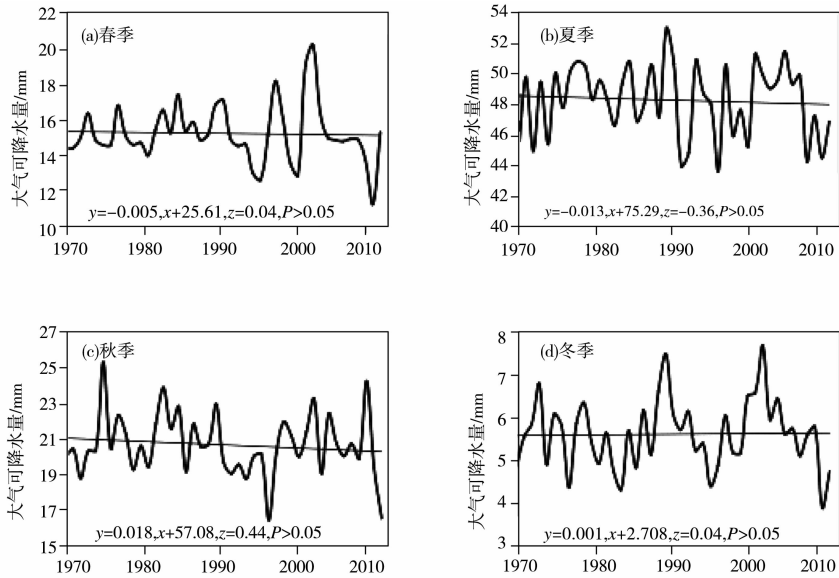 22
20
18
16
14
12
10
大气可降水量/mm
(a)春季
y=−0.005,x+25.61,z=0.04,P>0.05
1970 1980 1990 2000 2010
54
52
50
48
46
44
42
40
大气可降水量/mm
(b)夏季
y=−0.013,x+75.29,z=−0.36,P>0.05
1970 1980 1990 2000 2010
27
25
23
21
19
17
15
大气可降水量/mm
(c)秋季
y=0.018,x+57.08,z=0.44,P>0.05
1970 1980 1990 2000 2010
8
7
6
5
4
3
大气可降水量/mm
(d)冬季
y=0.001,x+2.708,z=0.04,P>0.05
1970 1980 1990 2000 2010